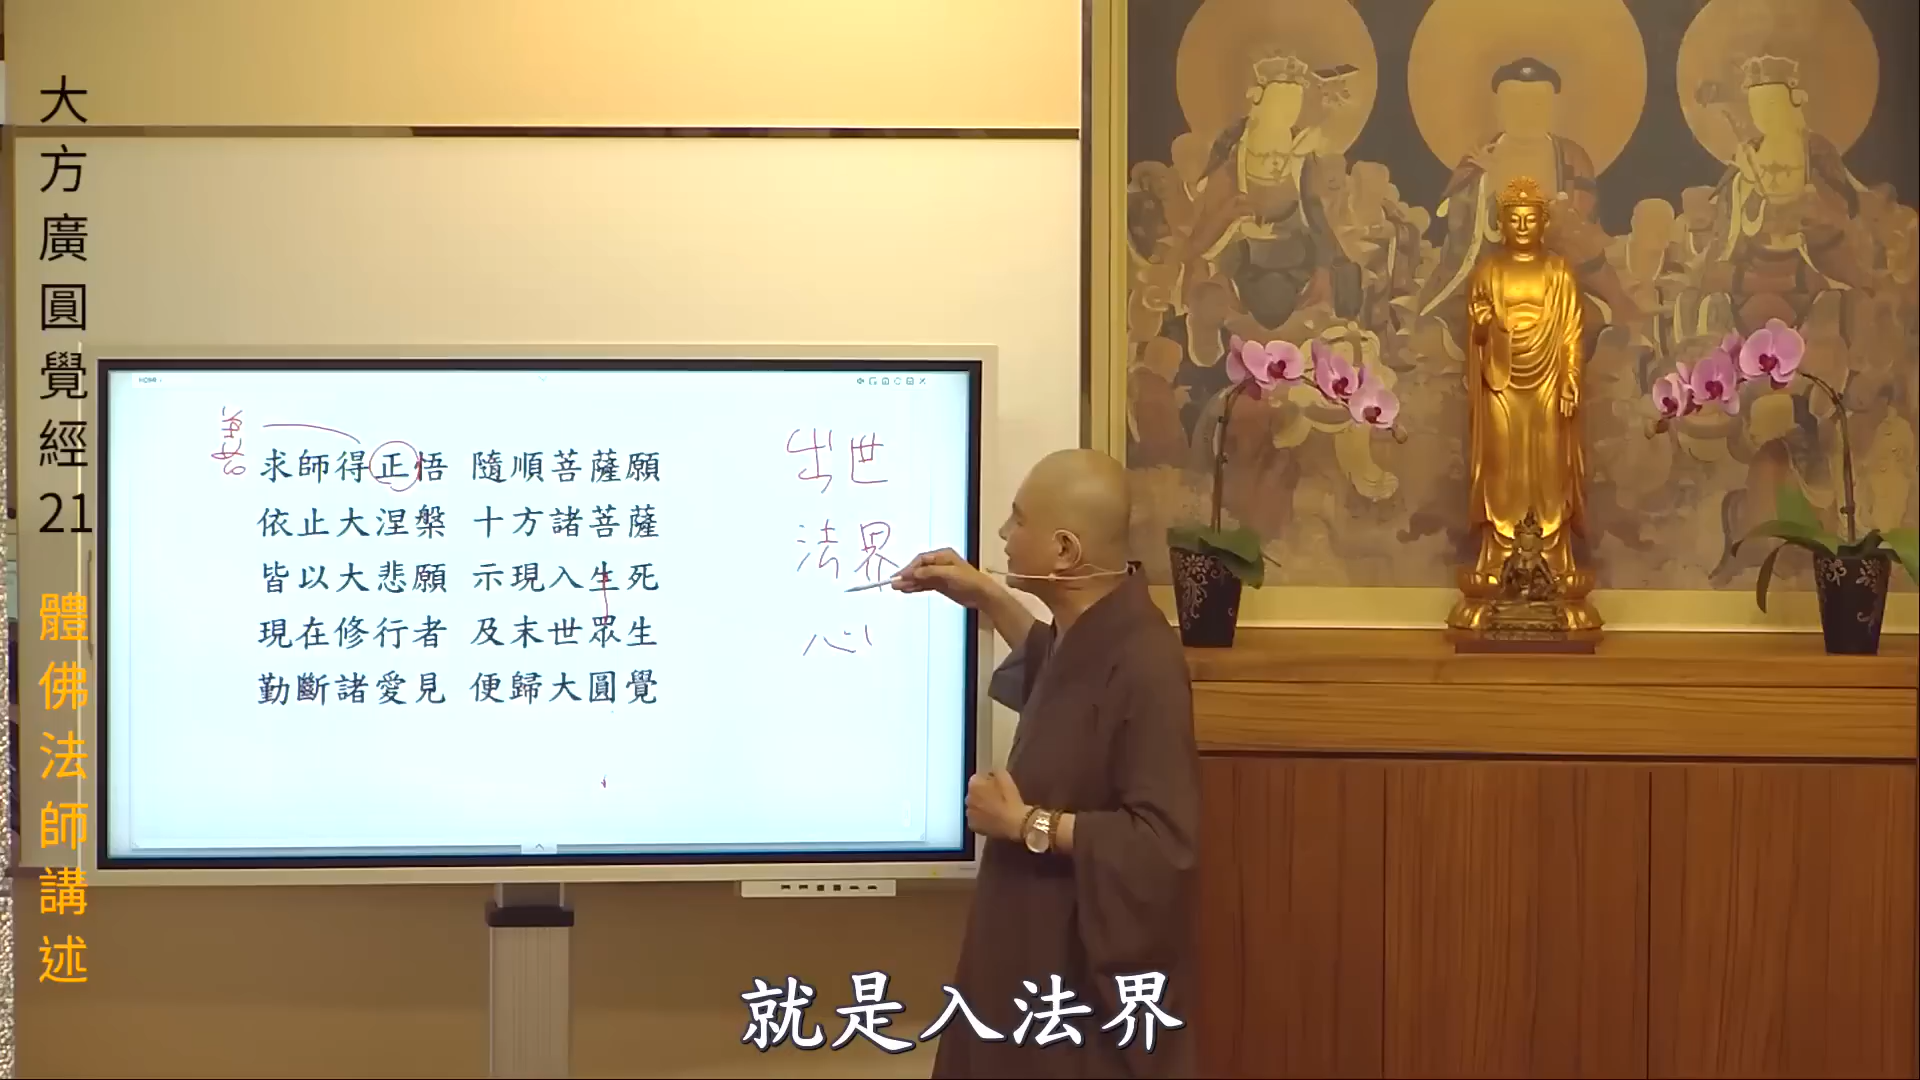 大方廣圓覺經21 體佛法師講述
HDMI
求師得正悟 隨順菩薩願
依止大涅槃 十方諸菩薩
皆以大悲願 示現入生死
現在修行者 及末世眾生
勤斷諸愛見 便歸大圓覺
出世
法界
心
就是入法界